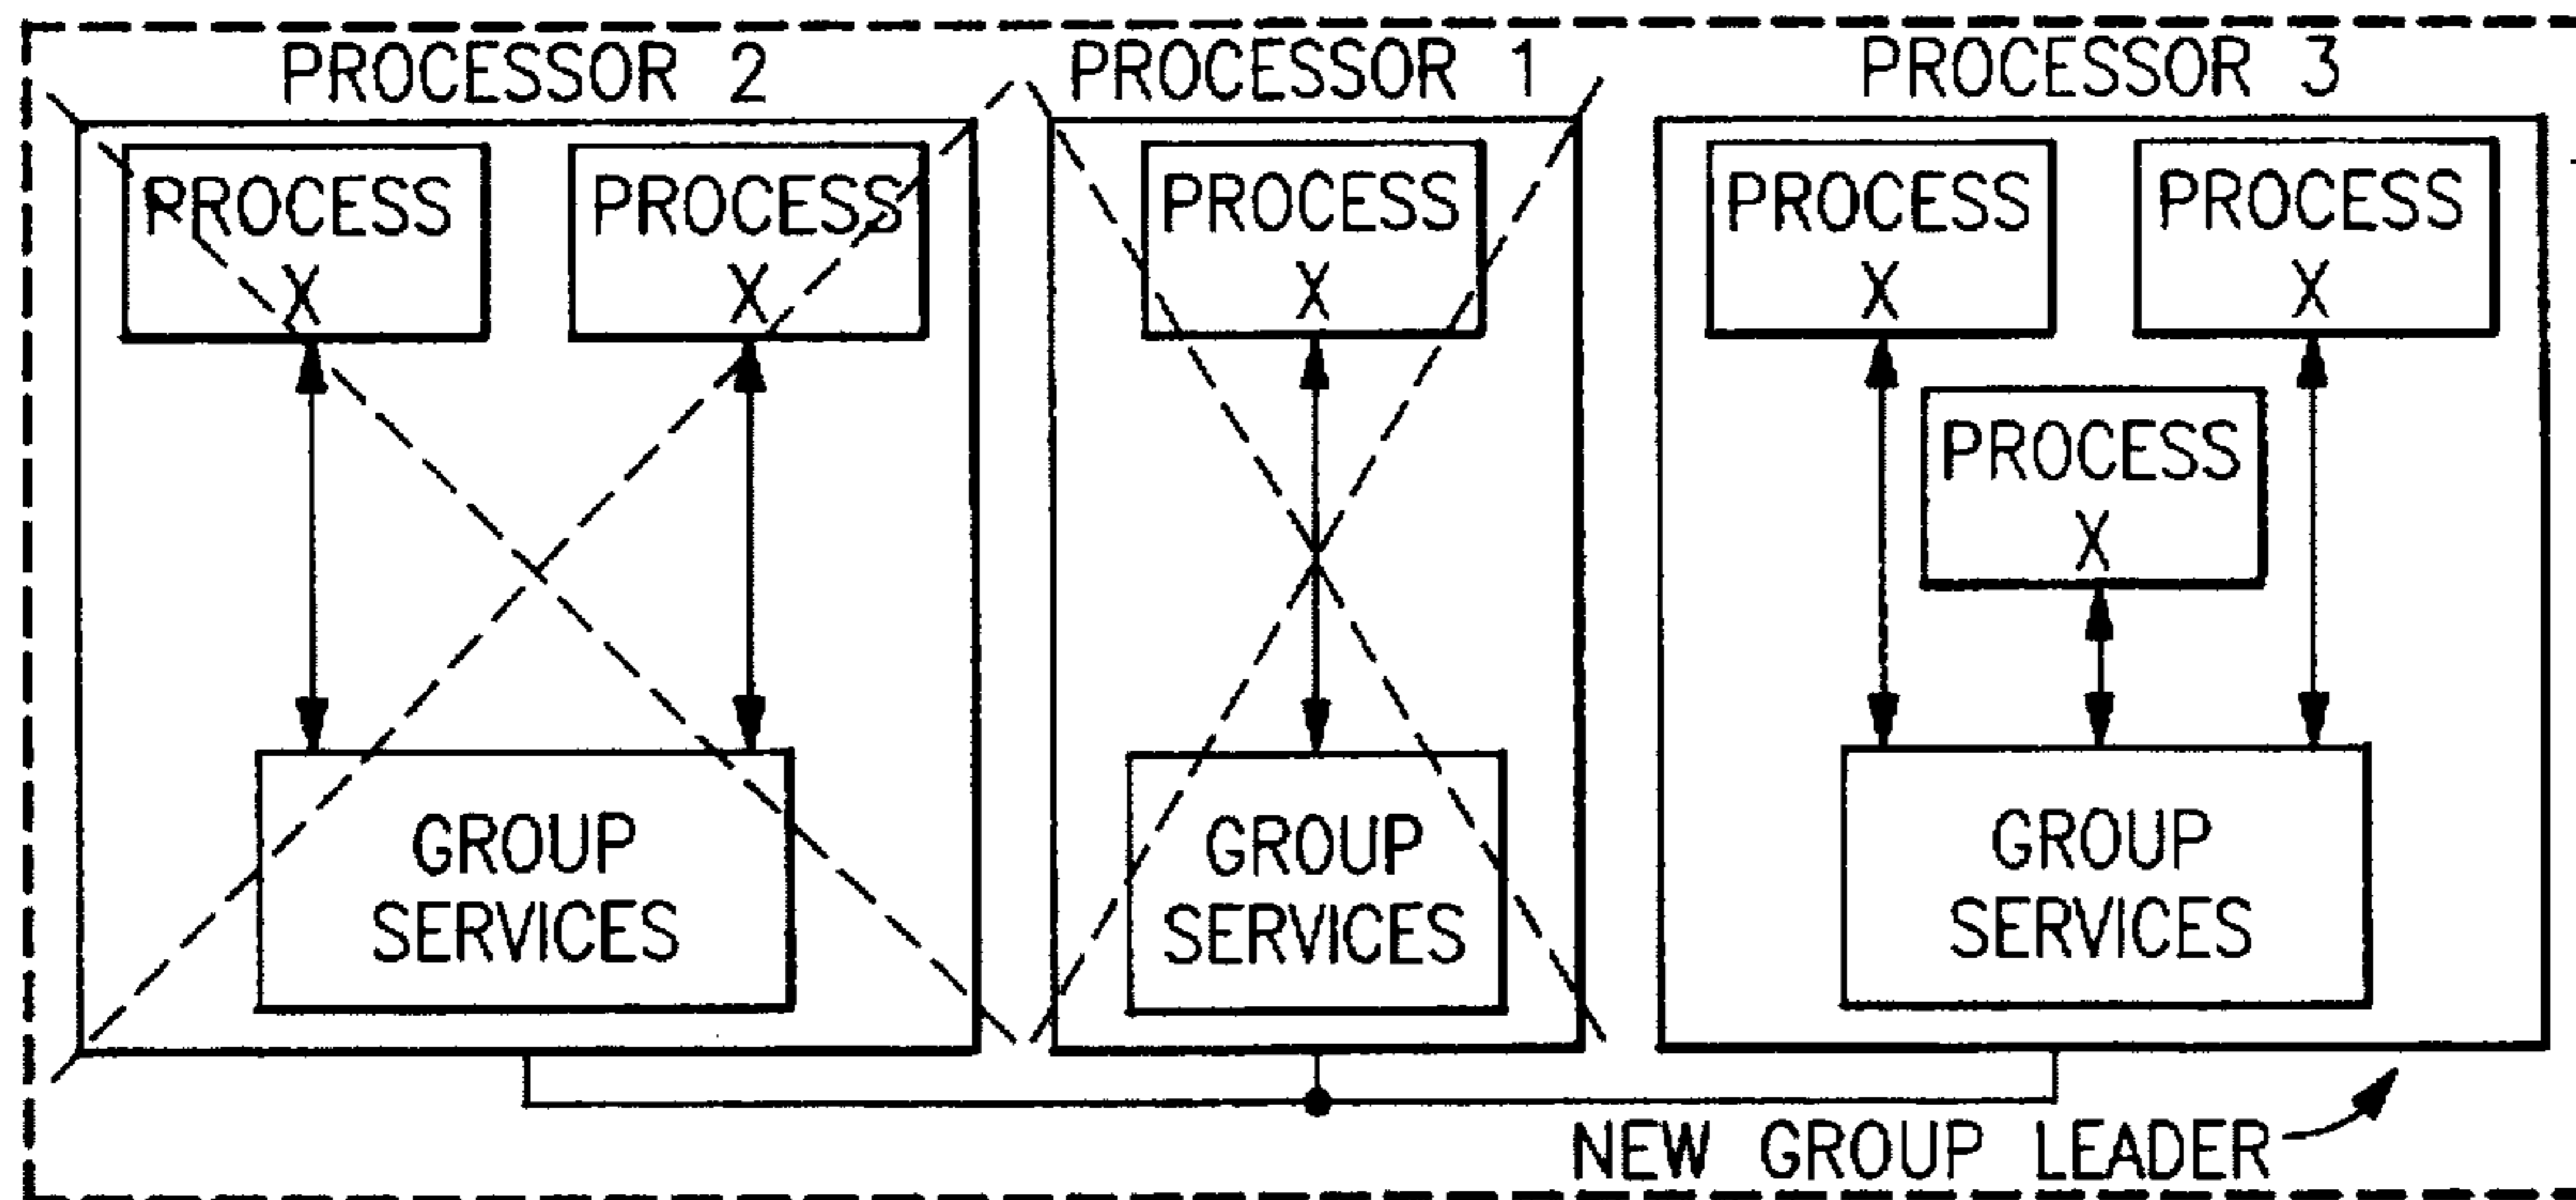 PROCESSOR 2
PROCESSOR 1
PROCESSOR 3
PROCESS
X
PROCESS
X
PROCESS
X
PROCESS
X
PROCESS
X
PROCESS
X
GROUP
SERVICES
GROUP
SERVICES
GROUP
SERVICES
NEW GROUP LEADER